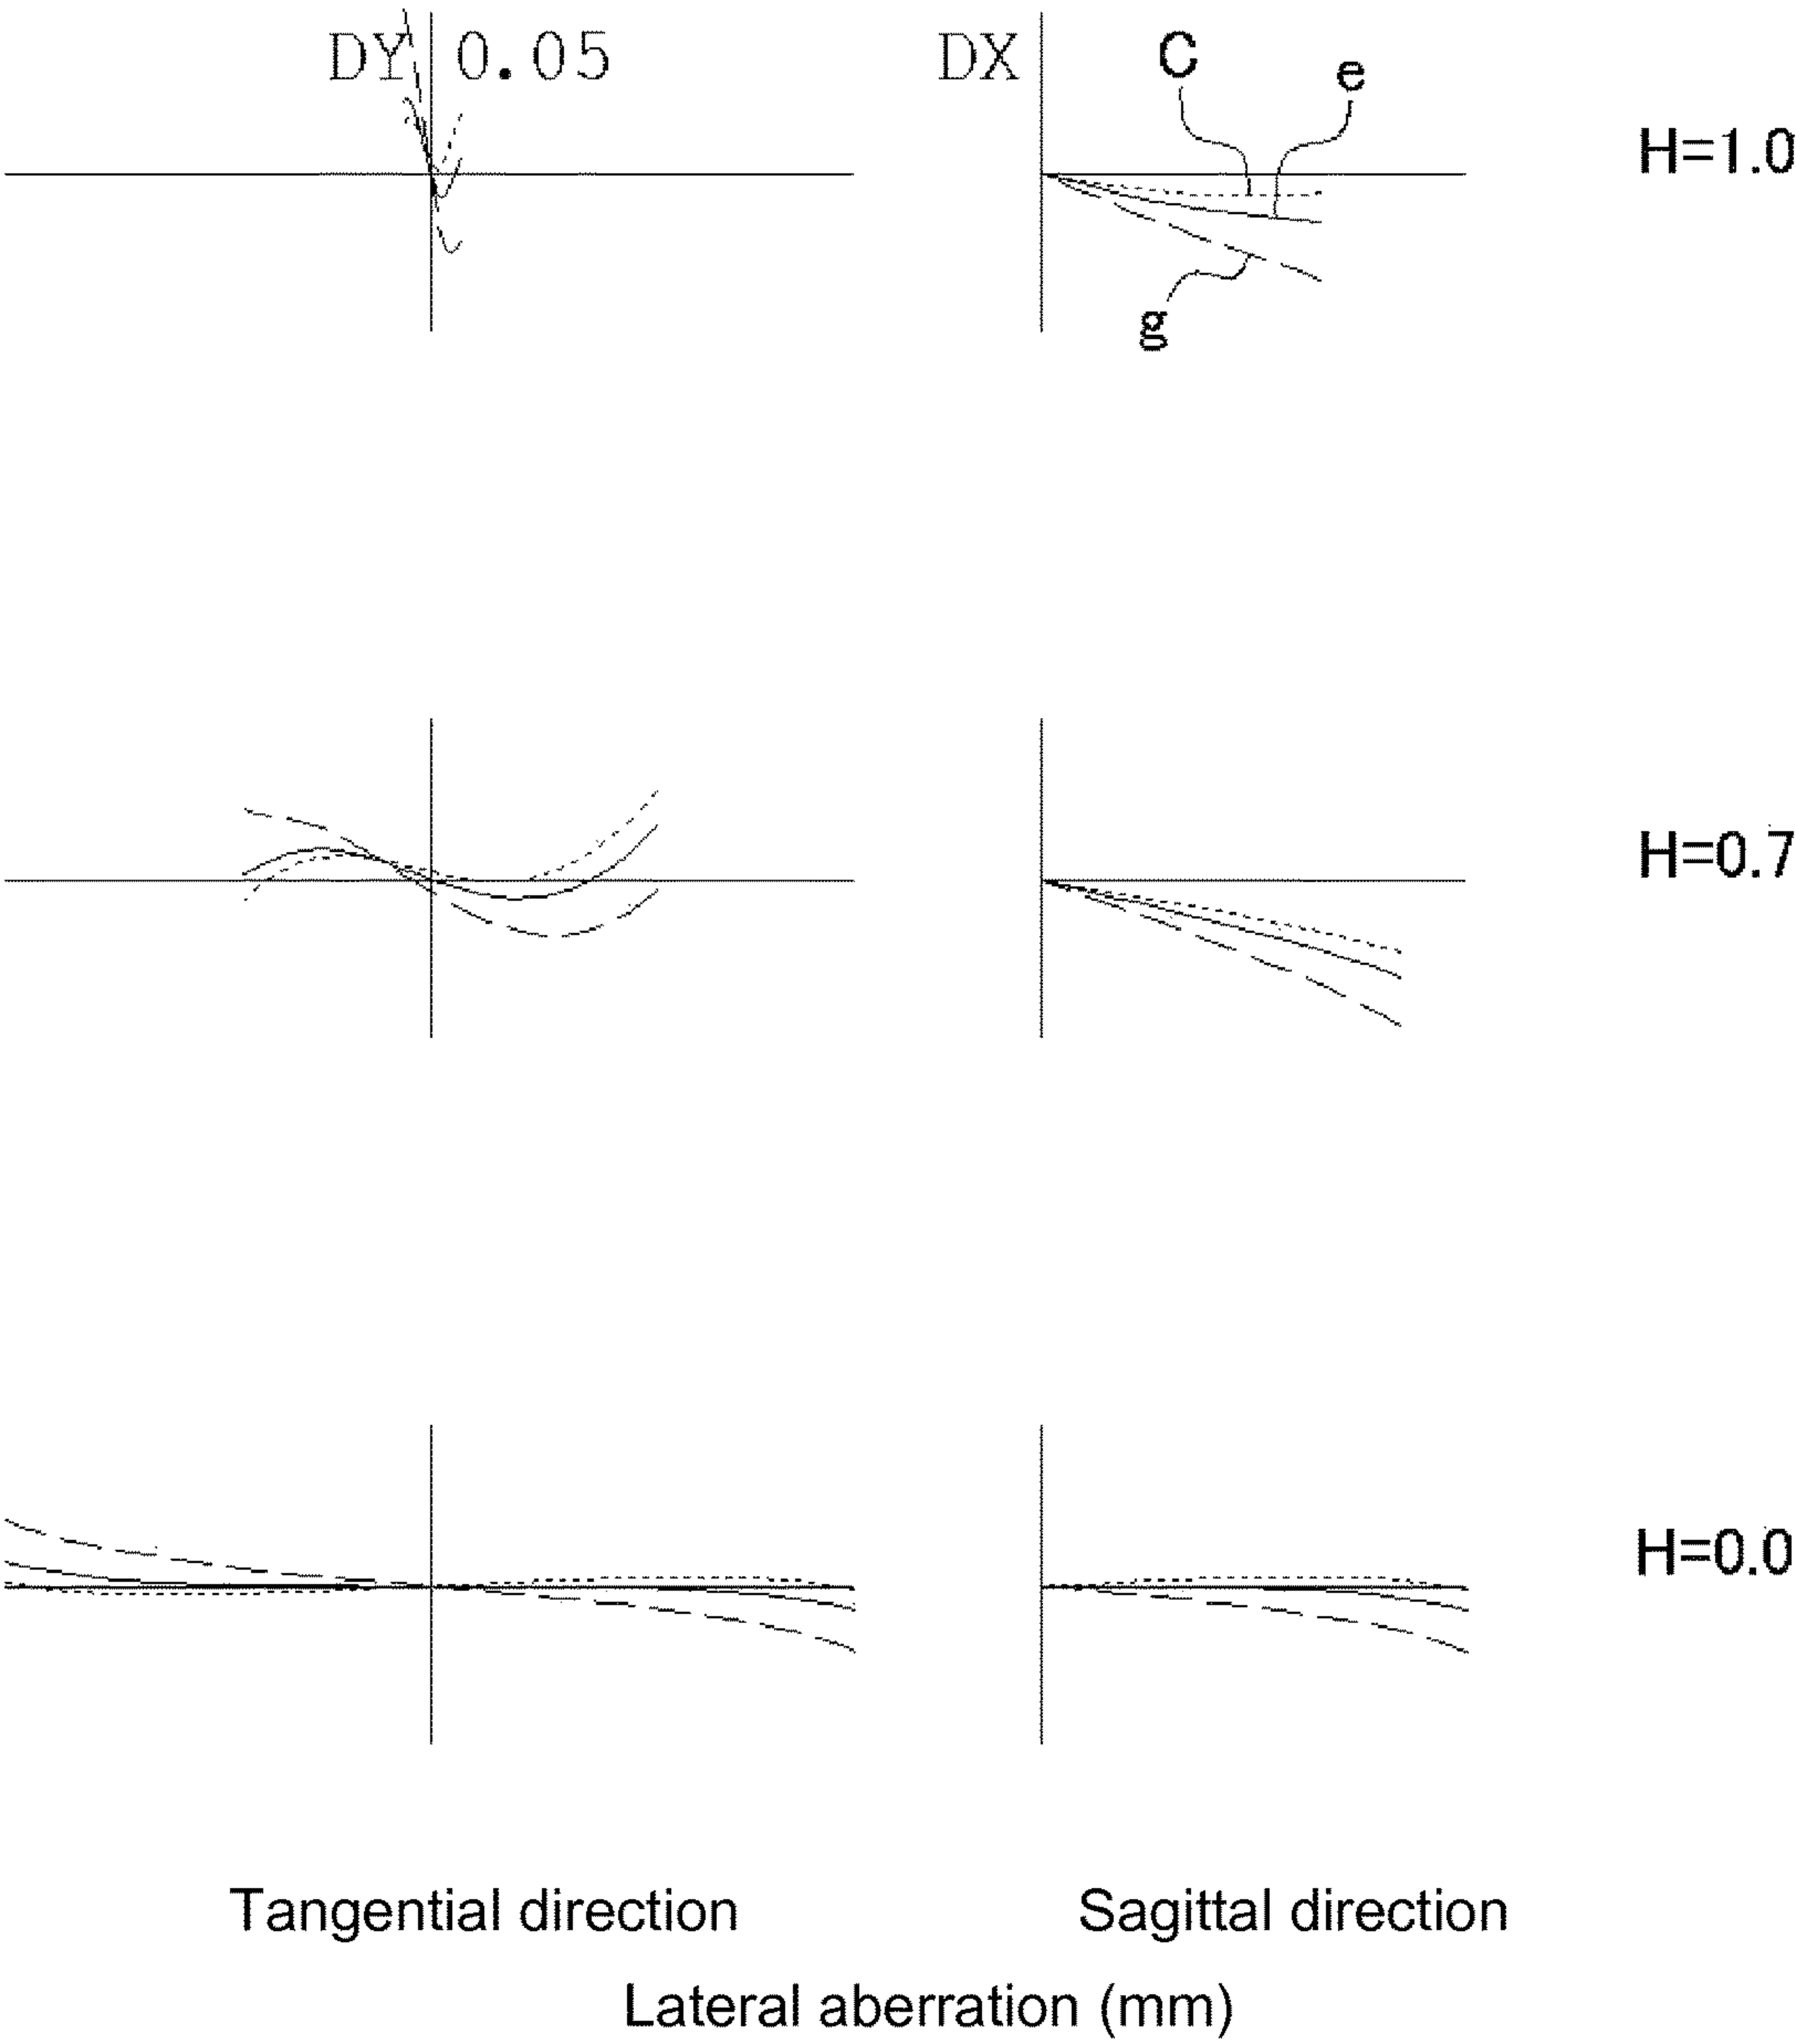 DY 0.05 DX C e
H=1.0
g
H=0.7
H=0.0
Tangential direction Sagittal direction
Lateral aberration (mm)